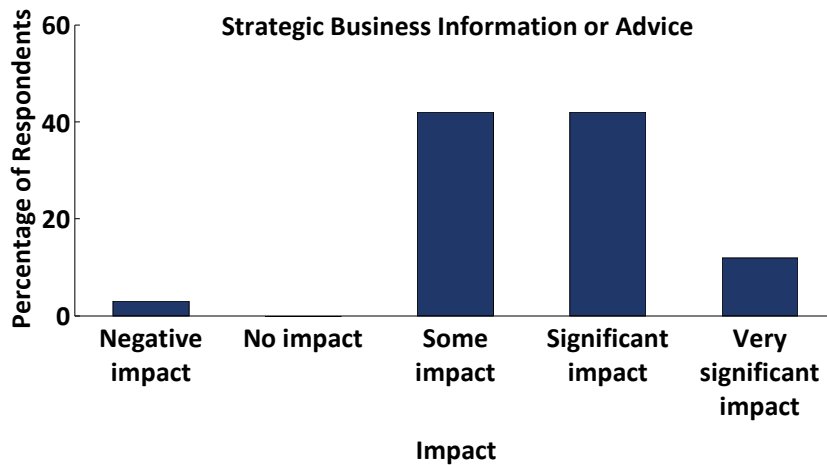 Strategic Business Information or Advice
Percentage of Respondents
60
40
20
0
Negative
impact
No impact
Some
impact
Significant
impact
Very
significant
impact
Impact